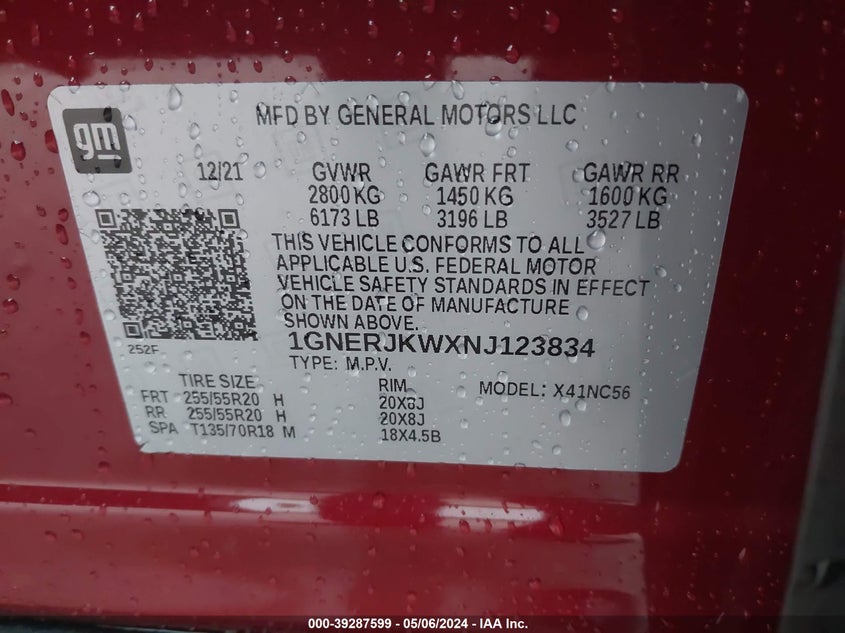 gm
MFD BY GENERAL MOTORS LLC
12/21 GVWR GAWR FRT GAWR RR
2800 KG 1450 KG 1600 KG
6173 LB 3196 LB 3527 LB
THIS VEHICLE CONFORMS TO ALL
APPLICABLE U.S. FEDERAL MOTOR
VEHICLE SAFETY STANDARDS IN EFFECT
ON THE DATE OF MANUFACTURE
SHOWN ABOVE.
1GNERJKWXNJ123834
252F
TYPE: M.P.V.
TIRE SIZE RIM MODEL: X41NC56
FRT 255/55R20 H 20X8J
RR 255/55R20 H 20X8J
SPA T135/70R18 M 18X4.5B
000-39287599 - 05/06/2024 - IAA Inc.